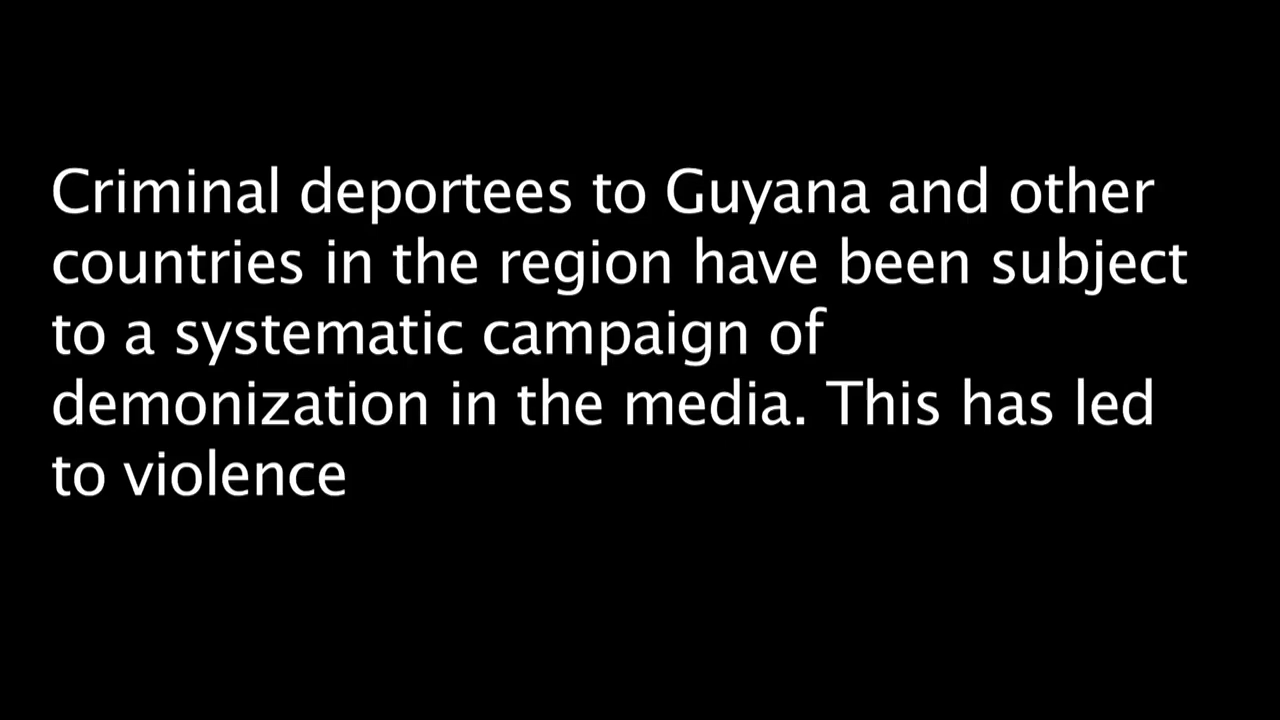 Criminal deportees to Guyana and other
countries in the region have been subject
to a systematic campaign of
demonization in the media. This has led
to violence